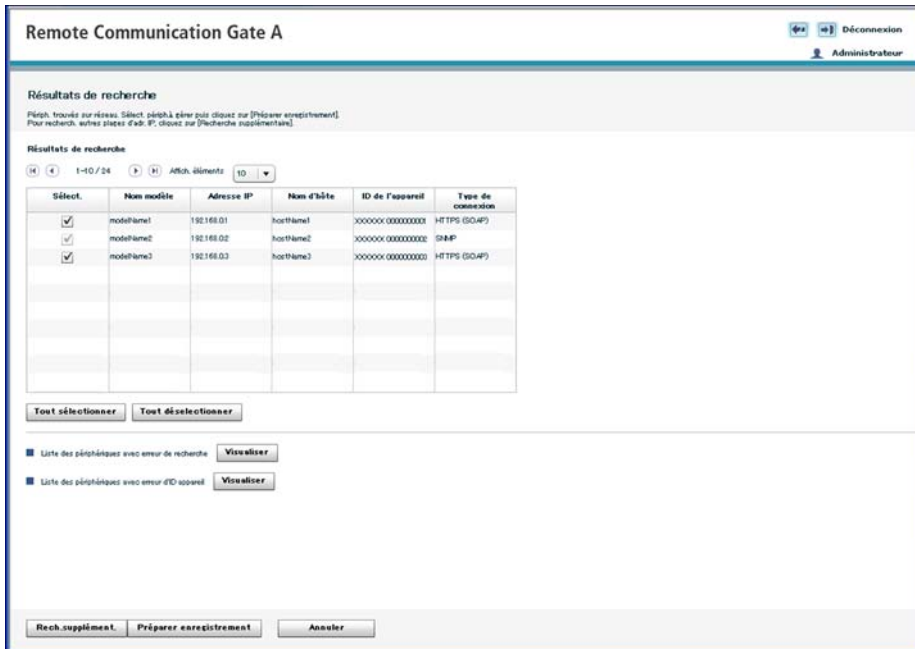 Remote Communication Gate A
Déconnexion
Administrateur
Résultats de recherche
Périph. trouvés sur réseau. Sélect. périph.à gérer puis cliquez sur [Préparer enregistrement].
Pour recherch. autres plages d'adr. IP, cliquez sur [Recherche supplémentaire].
Résultats de recherche
1-10 / 24 Affich. éléments 10
Sélect. Nom modèle Adresse IP Nom d'hôte ID de l'appareil Type de connexion
modelName1 192.168.0.1 hostName1 HTTPS (SOAP)
modelName2 192.168.0.2 hostName2 SNMP
modelName3 192.168.0.3 hostName3 HTTPS (SOAP)
Tout sélectionner Tout déselectionner
Liste des périphériques avec erreur de recherche Visualiser
Liste des périphériques avec erreur d'ID appareil Visualiser
Rech.supplément. Préparer enregistrement Annuler